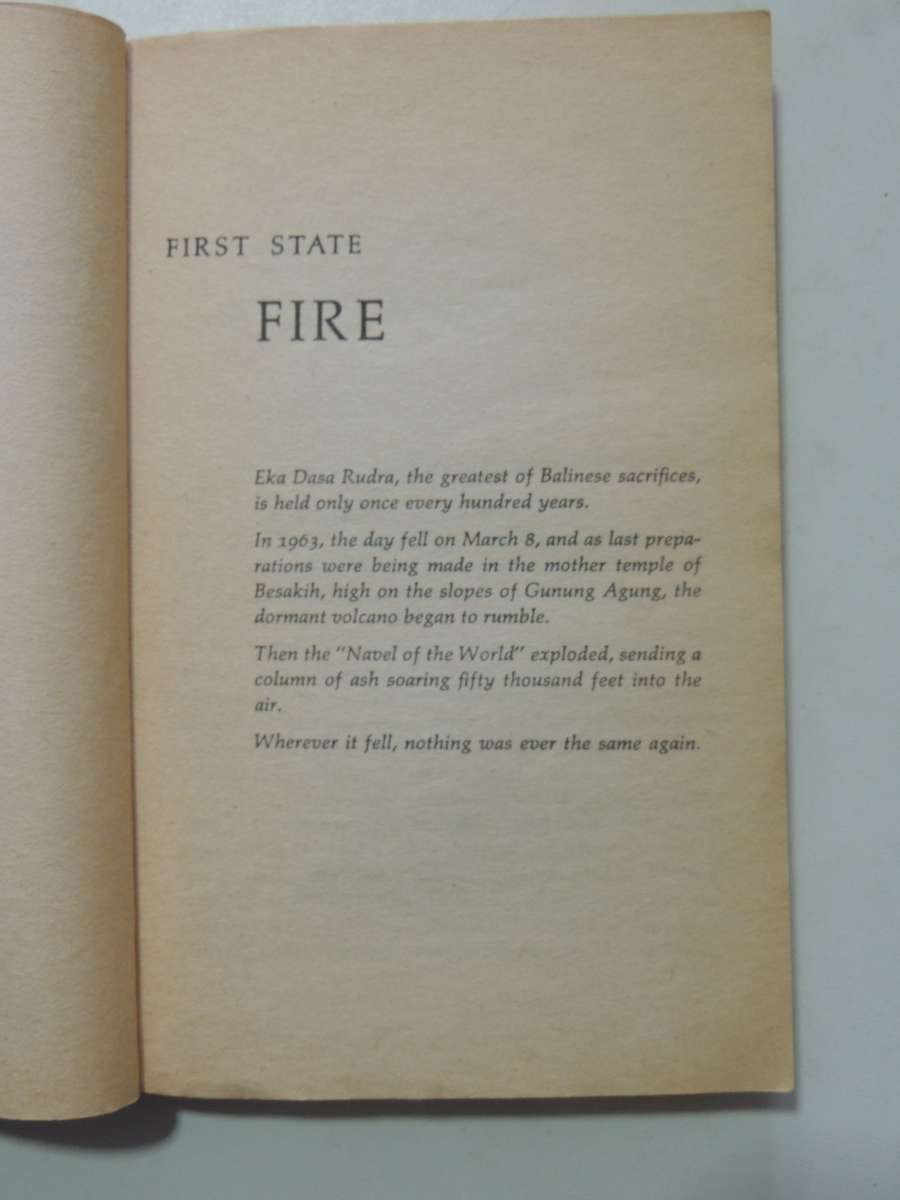 FIRST STATE
FIRE
Eka Dasa Rudra, the greatest of Balinese sacrifices,
is held only once every hundred years.
In 1963, the day fell on March 8, and as last prepa-
rations were being made in the mother temple of
Besakih, high on the slopes of Gunung Agung, the
dormant volcano began to rumble.
Then the "Navel of the World" exploded, sending a
column of ash soaring fifty thousand feet into the
air.
Wherever it fell, nothing was ever the same again.